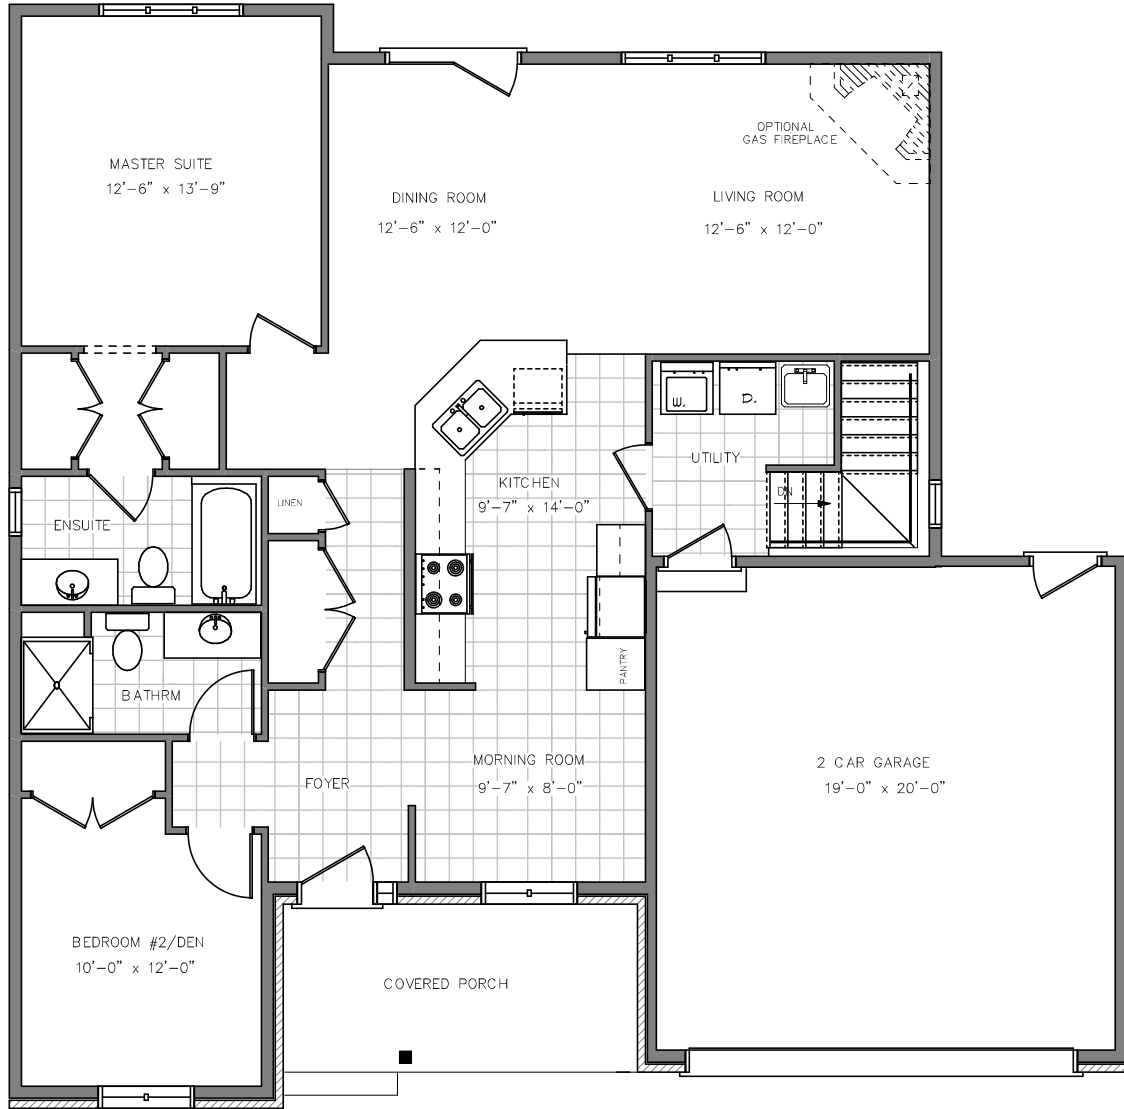 OPTIONAL
GAS FIREPLACE
MASTER SUITE
12'-6" x 13'-9"
DINING ROOM
12'-6" x 12'-0"
LIVING ROOM
12'-6" x 12'-0"
W.
D.
UTILITY
KITCHEN
9'-7" x 14'-0"
DN
LINEN
ENSUITE
PANTRY
BATHRM
MORNING ROOM
9'-7" x 8'-0"
FOYER
2 CAR GARAGE
19'-0" x 20'-0"
BEDROOM #2/DEN
10'-0" x 12'-0"
COVERED PORCH